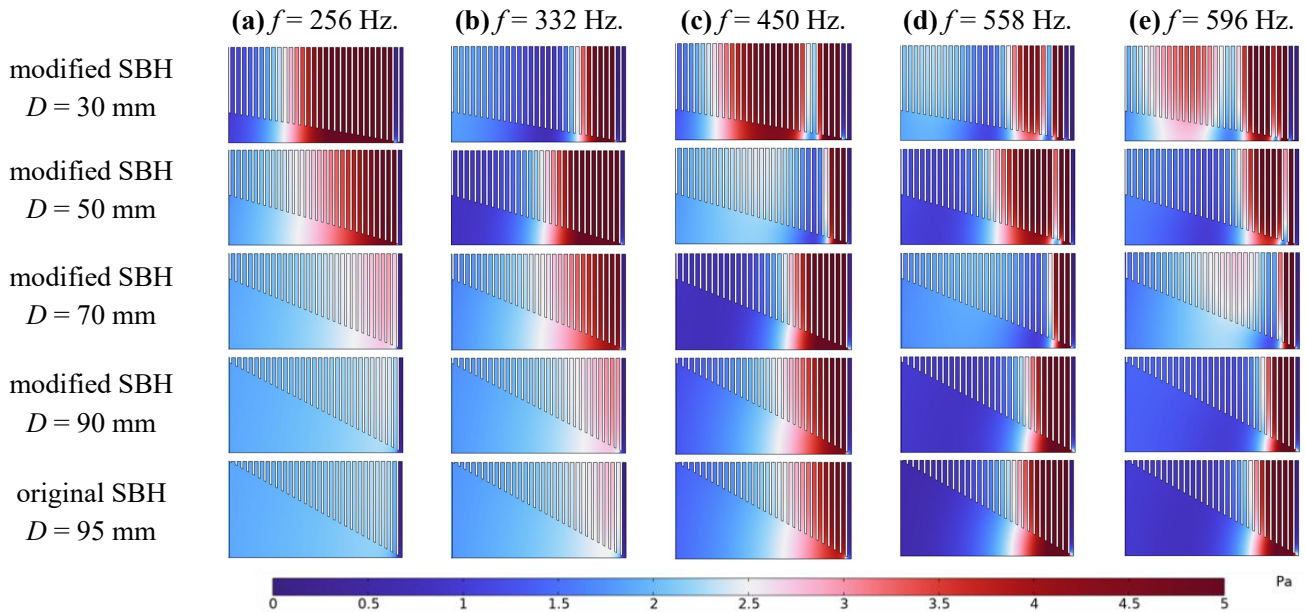 (a) f = 256 Hz. (b) f = 332 Hz. (c) f = 450 Hz. (d) f = 558 Hz. (e) f = 596 Hz.
modified SBH
D = 30 mm
modified SBH
D = 50 mm
modified SBH
D = 70 mm
modified SBH
D = 90 mm
original SBH
D = 95 mm
Pa
0 0.5 1 1.5 2 2.5 3 3.5 4 4.5 5